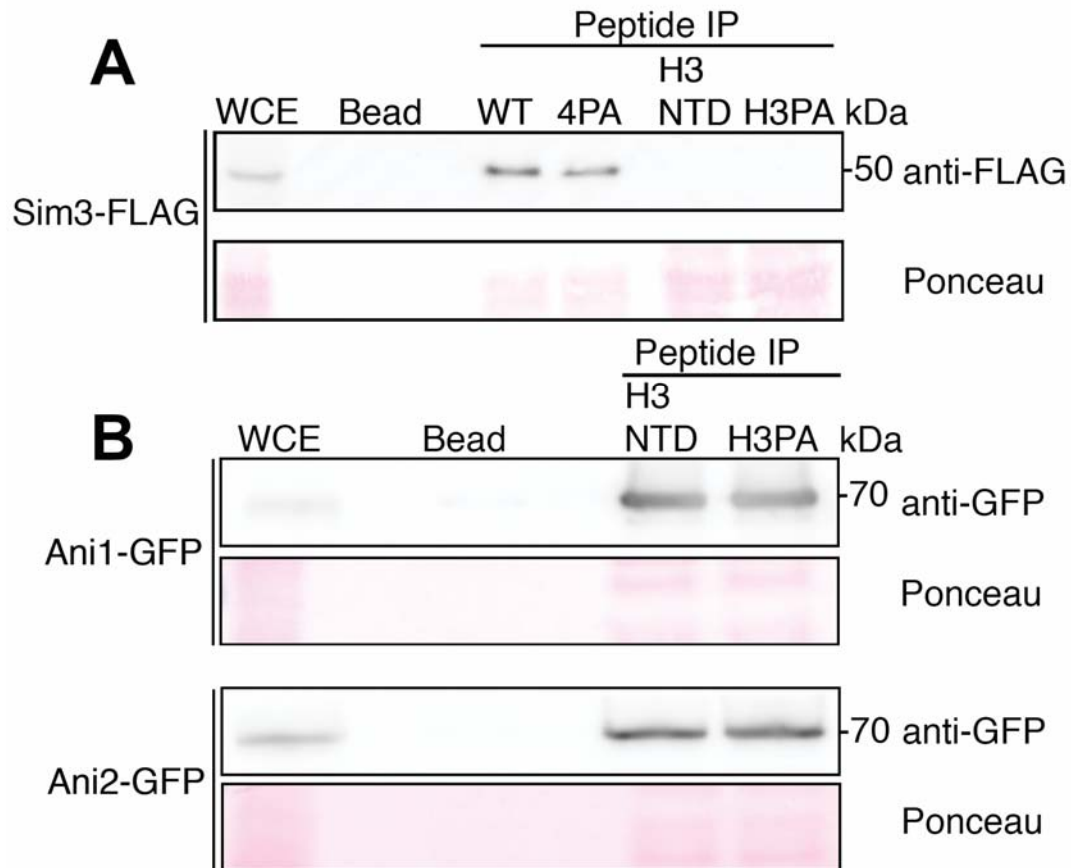 A
Peptide IP
H3
WCE Bead WT 4PA NTD H3PA kDa
-50 anti-FLAG
Sim3-FLAG
Ponceau
Peptide IP
H3
B
WCE Bead NTD H3PA kDa
-70 anti-GFP
Ani1-GFP
Ponceau
-70 anti-GFP
Ani2-GFP
Ponceau